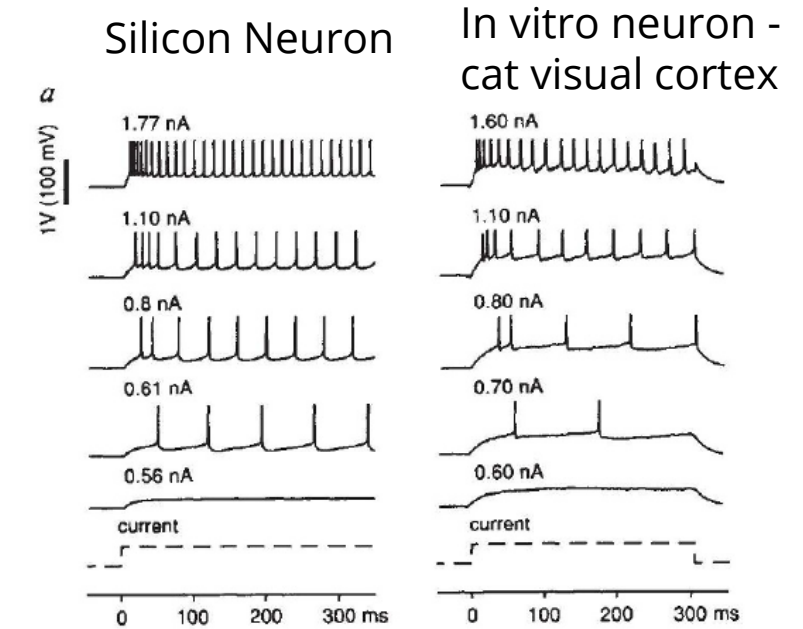 Silicon Neuron
In vitro neuron -
cat visual cortex
a
1V (100 mV)
1.77 nA
1.10 nA
0.8 nA
0.61 nA
0.56 nA
current
0 100 200 300 ms
1.60 nA
1.10 nA
0.80 nA
0.70 nA
0.60 nA
current
0 100 200 300 ms